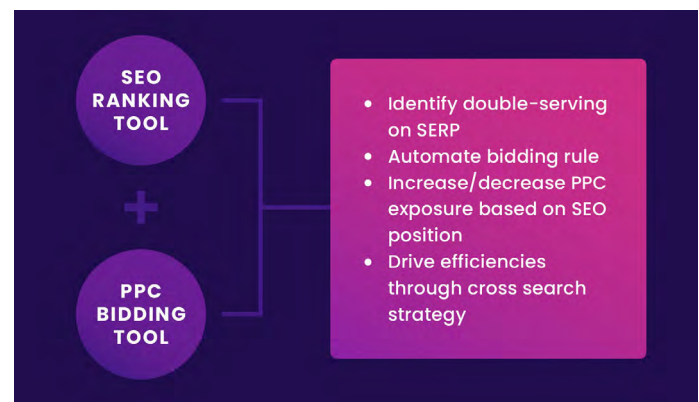 SEO
RANKING
TOOL
+
PPC
BIDDING
TOOL
• Identify double-serving
on SERP
• Automate bidding rule
• Increase/decrease PPC
exposure based on SEO
position
• Drive efficiencies
through cross search
strategy